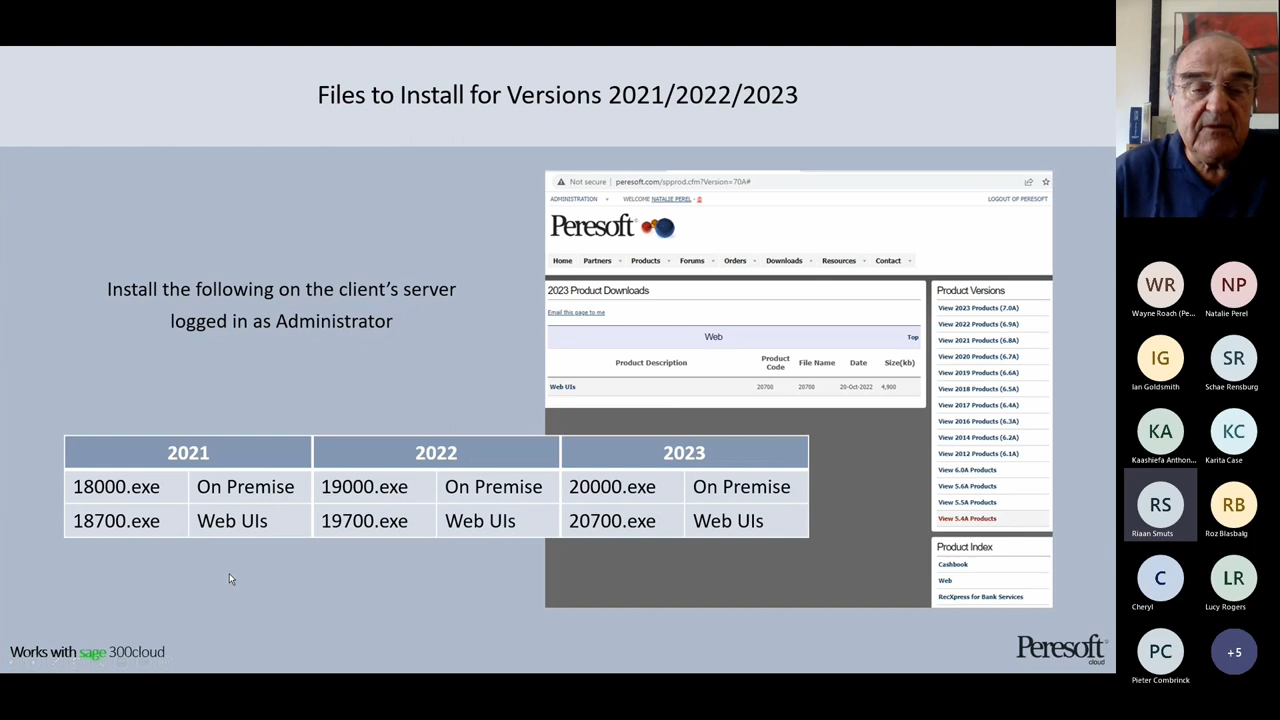 Files to Install for Versions 2021/2022/2023
Install the following on the client's server
logged in as Administrator
Not secure | peresoft.com/spprod.cfm?Version=70A#
ADMINISTRATION WELCOME NATALIE PEREL - LOGOUT OF PERESOFT
Peresoft
Home Partners Products Forums Orders Downloads Resources Contact
2023 Product Downloads
Email this page to me
Web Top
Product Description Product Code File Name Date Size(kb)
Web UIs 20700 20700 20-Oct-2022 4,900
Product Versions
View 2023 Products (7.0A)
View 2022 Products (6.9A)
View 2021 Products (6.8A)
View 2020 Products (6.7A)
View 2019 Products (6.6A)
View 2018 Products (6.5A)
View 2017 Products (6.4A)
View 2016 Products (6.3A)
View 2014 Products (6.2A)
View 2012 Products (6.1A)
View 6.0A Products
View 5.6A Products
View 5.5A Products
View 5.4A Products
Product Index
Cashbook
Web
RecXpress for Bank Services
2021 2022 2023
18000.exe On Premise 19000.exe On Premise 20000.exe On Premise
18700.exe Web UIs 19700.exe Web UIs 20700.exe Web UIs
Works with sage 300cloud
Peresoft
cloud
WR NP
Wayne Roach (Pe... Natalie Perel
IG SR
Ian Goldsmith Schae Rensburg
KA KC
Kaashiefa Anthon... Karita Case
RS RB
Riaan Smuts Roz Blasbalg
C LR
Cheryl Lucy Rogers
PC +5
Pieter Combrinck